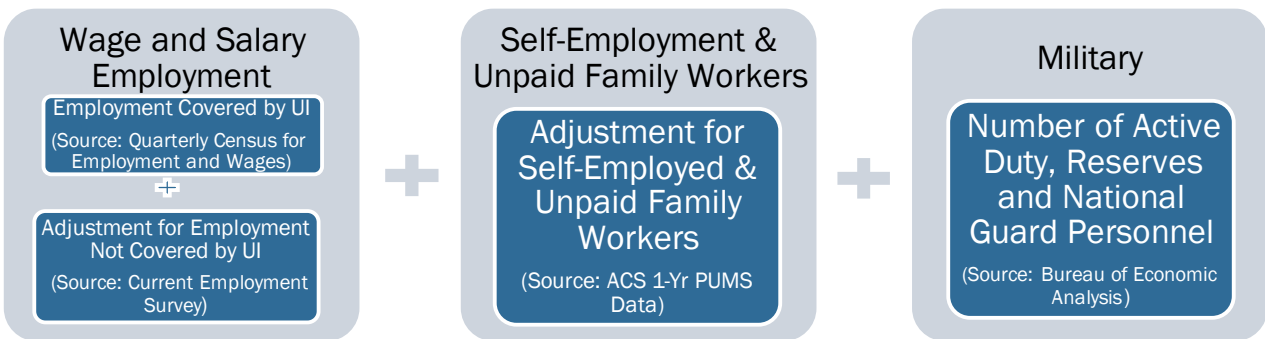 Wage and Salary
Employment
Employment Covered by UI
(Source: Quarterly Census for
Employment and Wages)
Adjustment for Employment
Not Covered by UI
(Source: Current Employment
Survey)
Self-Employment &
Unpaid Family Workers
Adjustment for
Self-Employed &
Unpaid Family
Workers
(Source: ACS 1-Yr PUMS
Data)
Military
Number of Active
Duty, Reserves
and National
Guard Personnel
(Source: Bureau of Economic
Analysis)